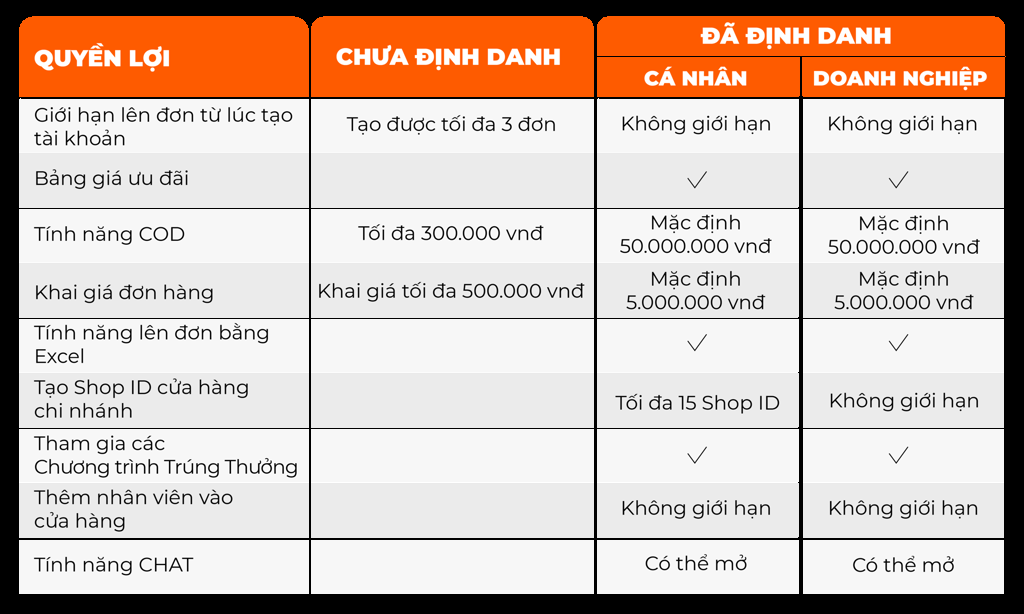 QUYỀN LỢI
CHƯA ĐỊNH DANH
ĐÃ ĐỊNH DANH
CÁ NHÂN
DOANH NGHIỆP
Giới hạn lên đơn từ lúc tạo
tài khoản
Tạo được tối đa 3 đơn
Không giới hạn
Không giới hạn
Bảng giá ưu đãi
✓
✓
Tính năng COD
Tối đa 300.000 vnđ
Mặc định
50.000.000 vnđ
Mặc định
50.000.000 vnđ
Khai giá đơn hàng
Khai giá tối đa 500.000 vnđ
Mặc định
5.000.000 vnđ
Mặc định
5.000.000 vnđ
Tính năng lên đơn bằng
Excel
✓
✓
Tạo Shop ID cửa hàng
chi nhánh
Tối đa 15 Shop ID
Không giới hạn
Tham gia các
Chương trình Trúng Thưởng
✓
✓
Thêm nhân viên vào
cửa hàng
Không giới hạn
Không giới hạn
Tính năng CHAT
Có thể mở
Có thể mở